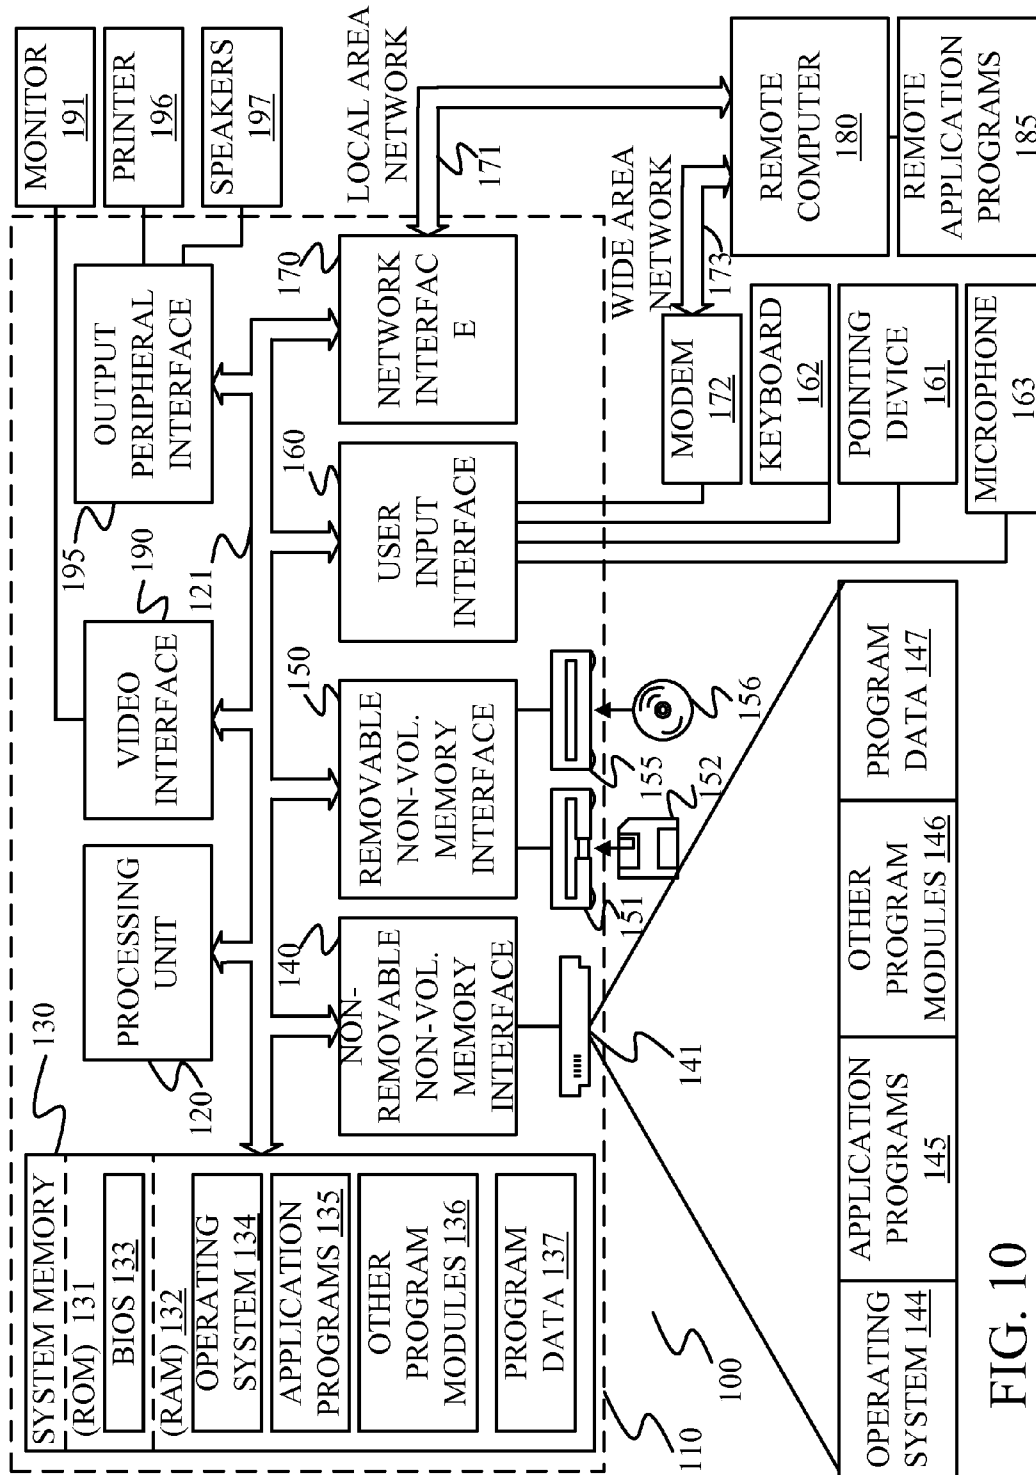 SYSTEM MEMORY
(ROM) 131
BIOS 133
(RAM) 132
OPERATING
SYSTEM 134
APPLICATION
PROGRAMS 135
OTHER
PROGRAM
MODULES 136
PROGRAM
DATA 137
130
PROCESSING
UNIT
120
VIDEO
INTERFACE
190
121
OUTPUT
PERIPHERAL
INTERFACE
195
MONITOR
191
PRINTER
196
SPEAKERS
197
NON-
REMOVABLE
NON-VOL.
MEMORY
INTERFACE
140
REMOVABLE
NON-VOL.
MEMORY
INTERFACE
150
USER
INPUT
INTERFACE
160
NETWORK
INTERFAC
E
170
LOCAL AREA
NETWORK
171
WIDE AREA
NETWORK
173
141
151
152
155
156
MODEM
172
KEYBOARD
162
POINTING
DEVICE
161
MICROPHONE
163
REMOTE
COMPUTER
180
REMOTE
APPLICATION
PROGRAMS
185
110
100
OPERATING
SYSTEM 144
APPLICATION
PROGRAMS
145
OTHER
PROGRAM
MODULES 146
PROGRAM
DATA 147
FIG. 10